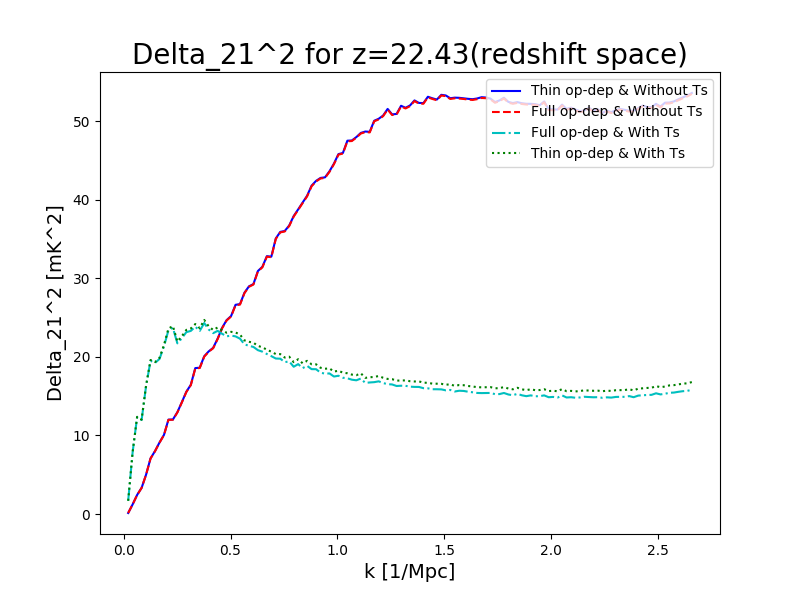 Delta_21^2 for z=22.43(redshift space)
Thin op-dep & Without Ts
Full op-dep & Without Ts
Full op-dep & With Ts
Thin op-dep & With Ts
Delta_21^2 [mK^2]
50
40
30
20
10
0
0.0 0.5 1.0 1.5 2.0 2.5
k [1/Mpc]